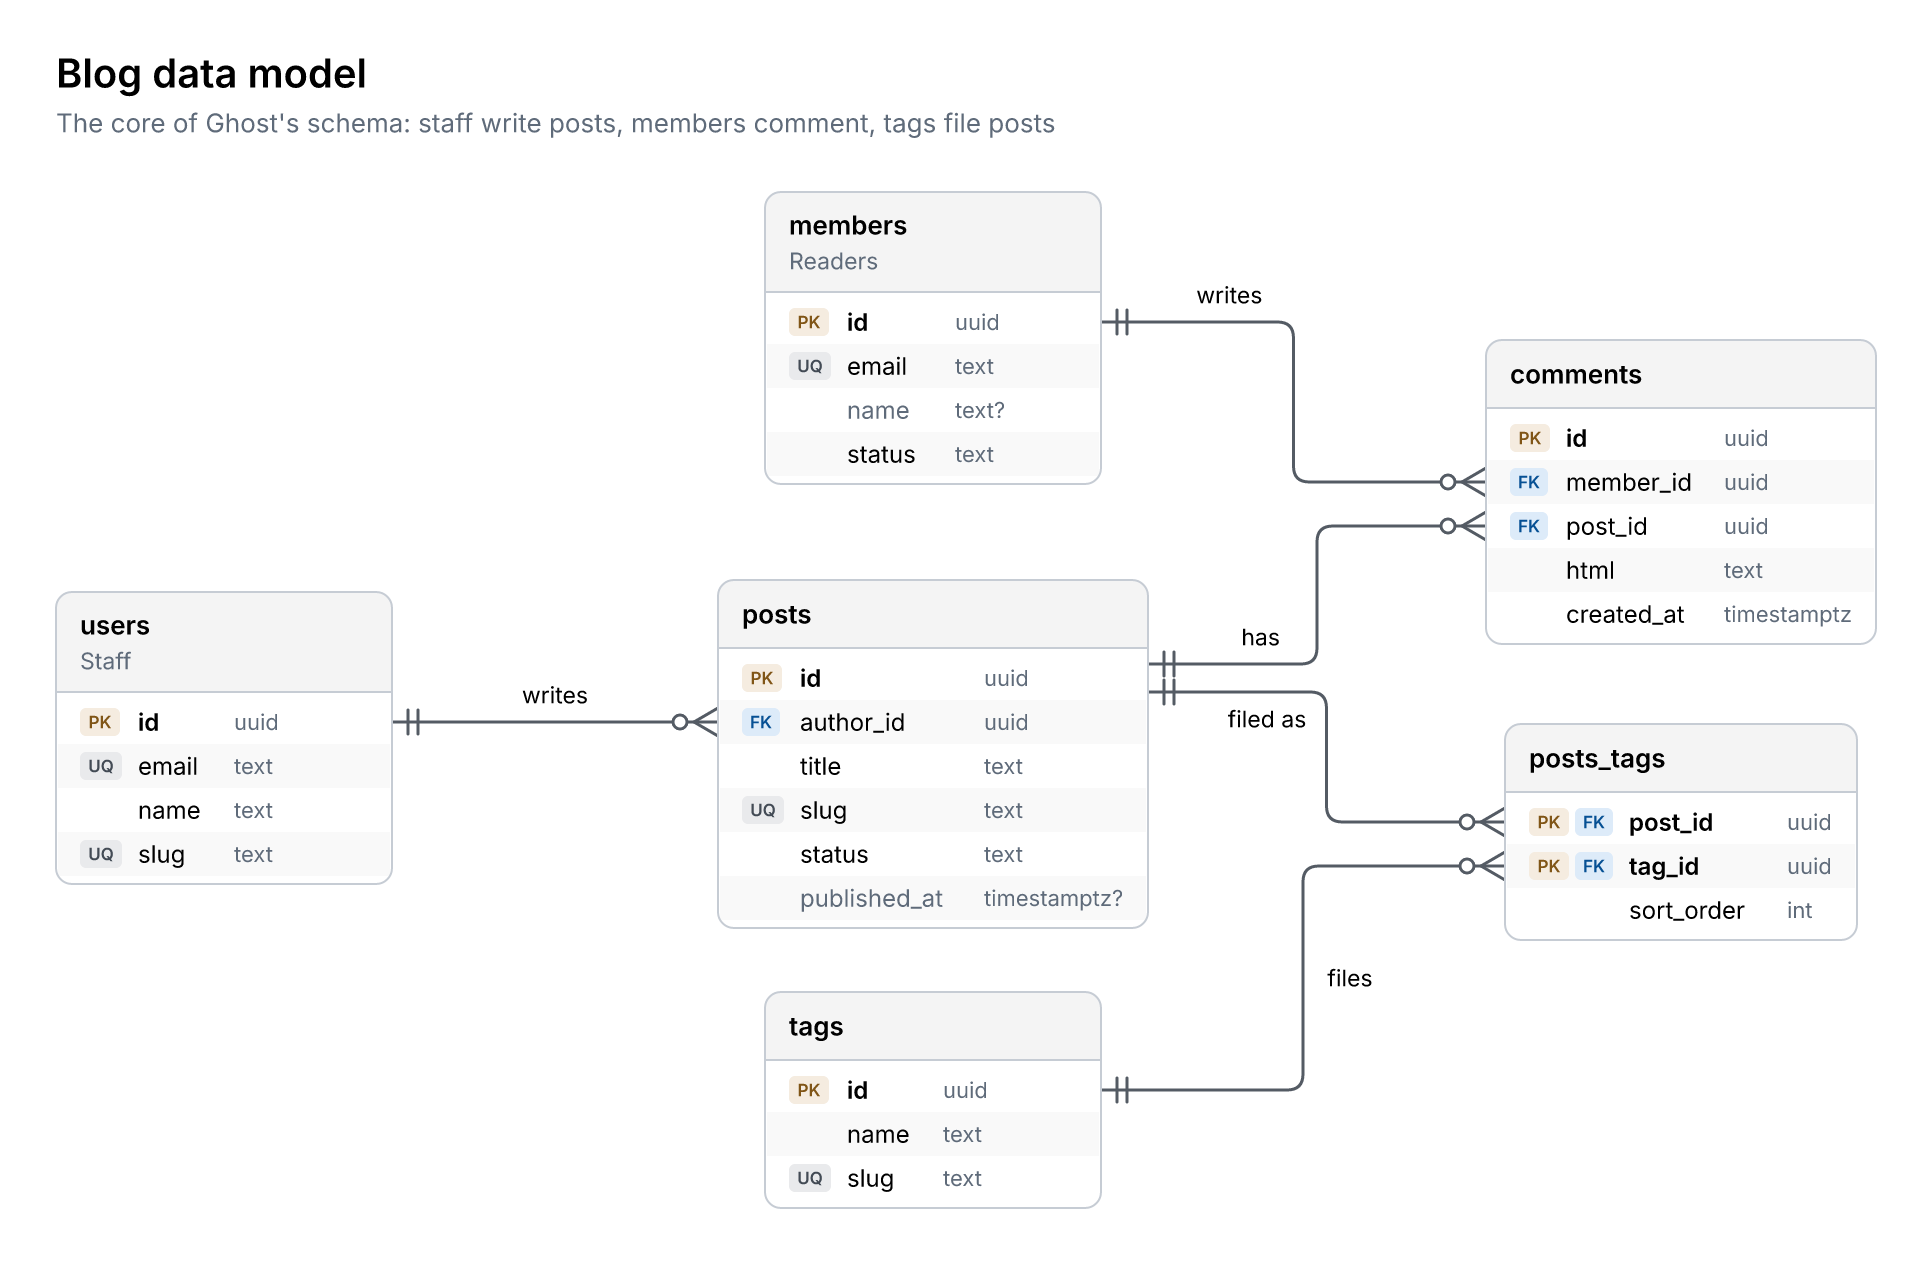 Blog data model
The core of Ghost's schema: staff write posts, members comment, tags file posts
members
Readers
PK id uuid
UQ email text
name text?
status text
writes
comments
PK id uuid
FK member_id uuid
FK post_id uuid
html text
created_at timestamptz
users
Staff
PK id uuid
UQ email text
name text
UQ slug text
writes
posts
PK id uuid
FK author_id uuid
title text
UQ slug text
status text
published_at timestamptz?
has
filed as
posts_tags
PK FK post_id uuid
PK FK tag_id uuid
sort_order int
files
tags
PK id uuid
name text
UQ slug text